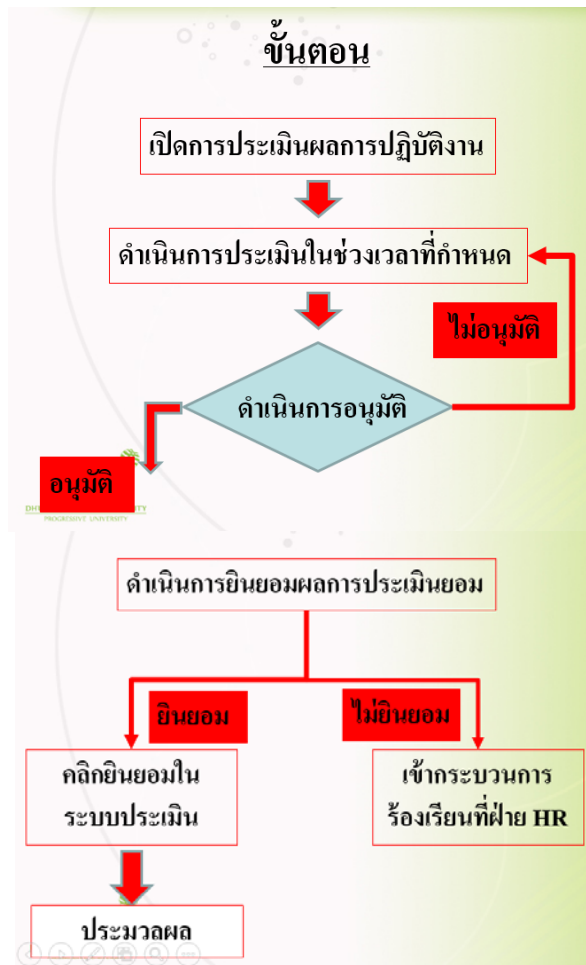 ขั้นตอน
เปิดการประเมินผลการปฏิบัติงาน
ดำเนินการประเมินในช่วงเวลาที่กำหนด
ไม่อนุมัติ
ดำเนินการอนุมัติ
อนุมัติ
PROGRESSIVE UNIVERSITY
ดำเนินการยินยอมผลการประเมินยอม
ยินยอม
ไม่ยินยอม
คลิกยินยอมใน
ระบบประเมิน
เข้ากระบวนการ
ร้องเรียนที่ฝ่าย HR
ประมวลผล